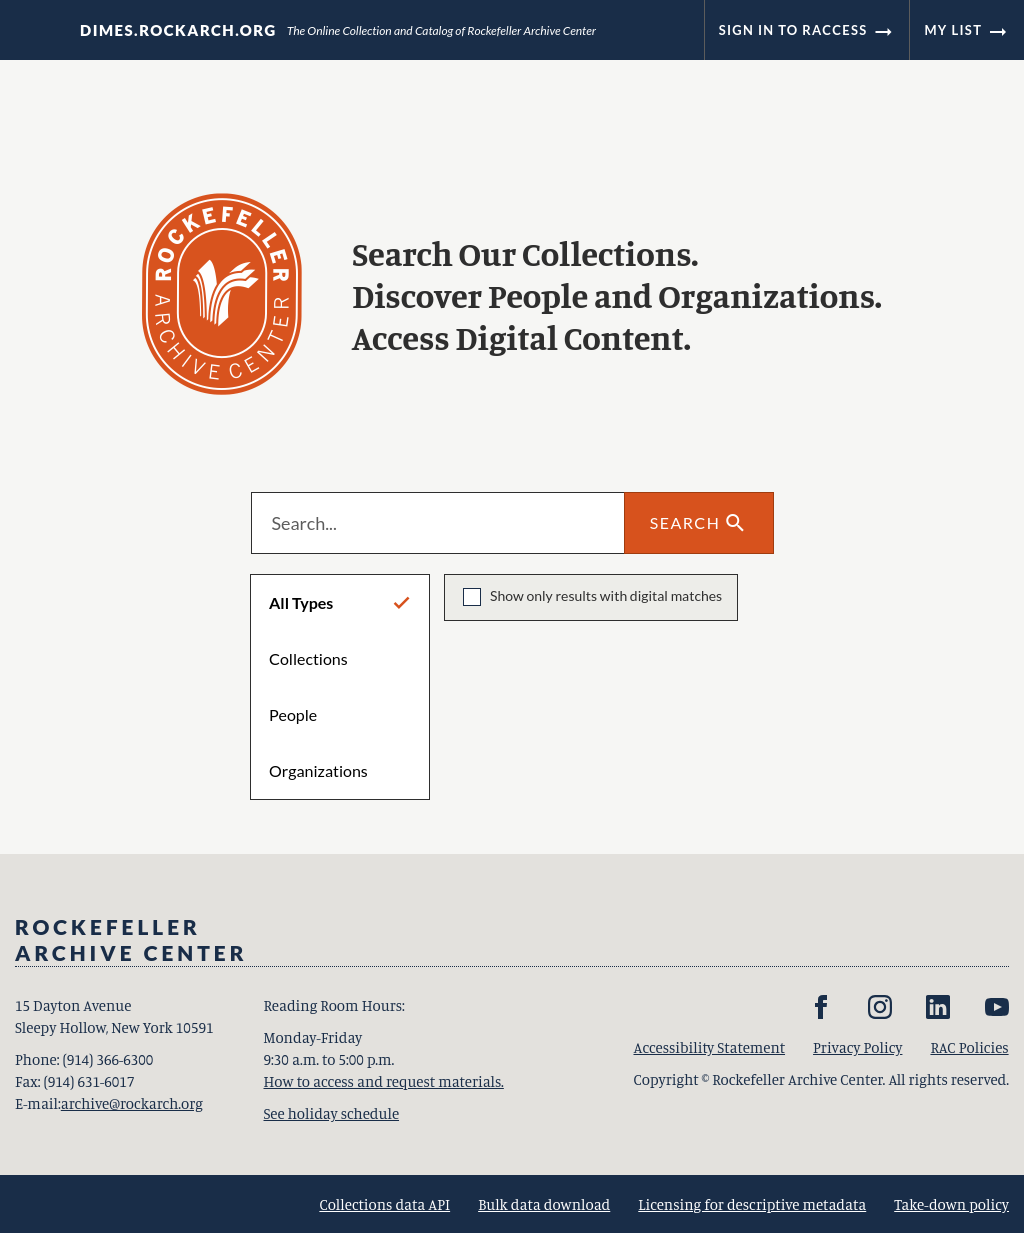 DIMES.ROCKARCH.ORG The Online Collection and Catalog of Rockefeller Archive Center
SIGN IN TO RACCESS
MY LIST
ROCKEFELLER
ARCHIVE CENTER
Search Our Collections.
Discover People and Organizations.
Access Digital Content.
Search...
SEARCH
All Types
Collections
People
Organizations
Show only results with digital matches
ROCKEFELLER
ARCHIVE CENTER
15 Dayton Avenue
Sleepy Hollow, New York 10591
Phone: (914) 366-6300
Fax: (914) 631-6017
E-mail:archive@rockarch.org
Reading Room Hours:
Monday-Friday
9:30 a.m. to 5:00 p.m.
How to access and request materials.
See holiday schedule
Accessibility Statement
Privacy Policy
RAC Policies
Copyright © Rockefeller Archive Center. All rights reserved.
Collections data API
Bulk data download
Licensing for descriptive metadata
Take-down policy